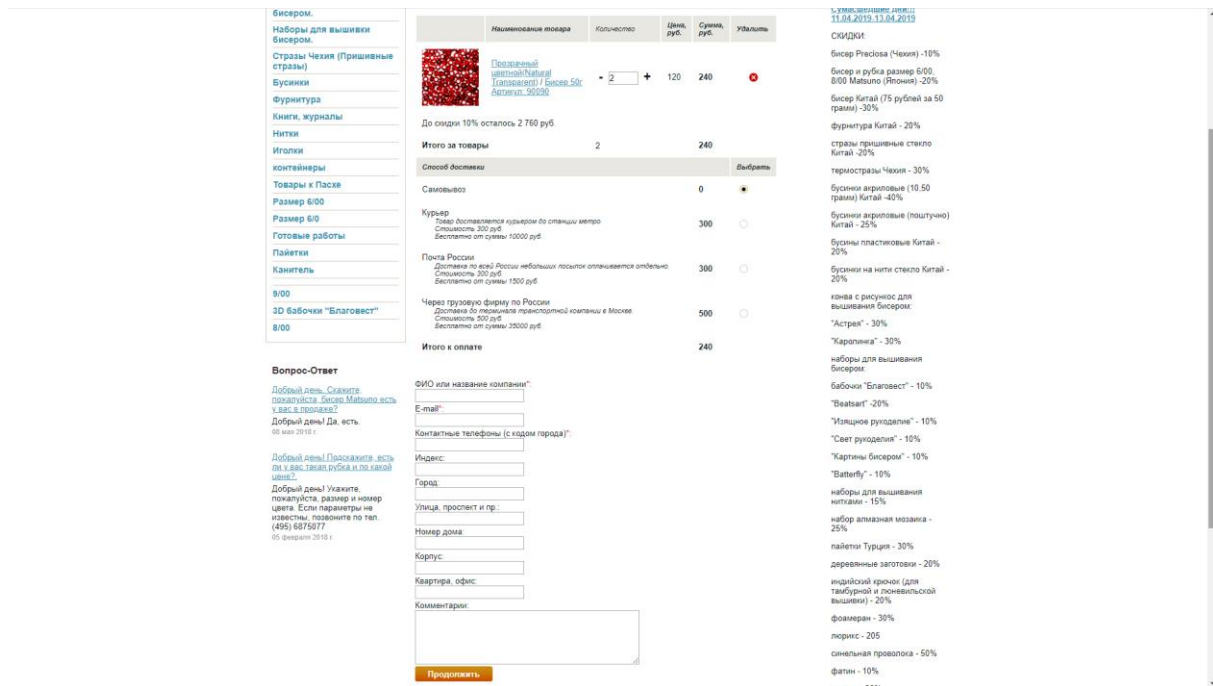 бисером.
Наборы для вышивки
бисером.
Стразы Чехия (Пришивные
стразы)
Бусинки
Фурнитура
Книги, журналы
Нитки
Иголки
контейнеры
Товары к Пасхе
Размер 6/00
Размер 6/0
Готовые работы
Пайетки
Канитель
9/00
3D бабочки "Благовест"
8/00
Вопрос-Ответ
Добрый день. Скажите,
пожалуйста, бисер Matsuno есть
у вас в продаже?
Добрый день! Да, есть.
08 мая 2018 г.
Добрый день! Подскажите, есть
ли у вас такая рубка и по какой
цене?.
Добрый день! Укажите,
пожалуйста, размер и номер
цвета. Если параметры не
известны, позвоните по тел.
(495) 6875077
05 февраля 2018 г.
Наименование товара Количество Цена, руб. Сумма, руб. Удалить
Прозрачный
цветной(Natural
Transparent) / Бисер 50г
Артикул: 90090
- 2 + 120 240
До скидки 10% осталось 2 760 руб.
Итого за товары 2 240
Способ доставки Выбрать
Самовывоз 0
Курьер
Товар доставляется курьером до станции метро.
Стоимость 300 руб.
Бесплатно от суммы 10000 руб.
300
Почта России
Доставка по всей России небольших посылок оплачивается отдельно.
Стоимость 300 руб.
Бесплатно от суммы 1500 руб.
300
Через грузовую фирму по России
Доставка до терминала транспортной компании в Москве.
Стоимость 500 руб.
Бесплатно от суммы 35000 руб.
500
Итого к оплате 240
ФИО или название компании*:
E-mail*:
Контактные телефоны (с кодом города)*:
Индекс:
Город:
Улица, проспект и пр.:
Номер дома:
Корпус:
Квартира, офис:
Комментарии:
Продолжить
Сумасшедшие дни!!!
11.04.2019-13.04.2019
СКИДКИ:
бисер Preciosa (Чехия) -10%
бисер и рубка размер 6/00,
8/00 Matsuno (Япония) -20%
бисер Китай (75 рублей за 50
грамм) -30%
фурнитура Китай - 20%
стразы пришивные стекло
Китай -20%
термостразы Чехия - 30%
бусинки акриловые (10,50
грамм) Китай -40%
бусинки акриловые (поштучно)
Китай - 25%
бусины пластиковые Китай -
20%
бусинки на нити стекло Китай -
20%
конва с рисункос для
вышивания бисером:
"Астрея" - 30%
"Каролинка" - 30%
наборы для вышивания
бисером:
бабочки "Благовест" - 10%
"Beatsart" -20%
"Изящное рукоделие" - 10%
"Свет рукоделия" - 10%
"Картины бисером" - 10%
"Batterfly" - 10%
наборы для вышивания
нитками - 15%
набор алмазная мозаика -
25%
пайетки Турция - 30%
деревянные заготовки - 20%
индийский крючок (для
тамбурной и люневильской
вышивки) - 20%
фоамеран - 30%
люрикс - 205
синельная проволока - 50%
фатин - 10%